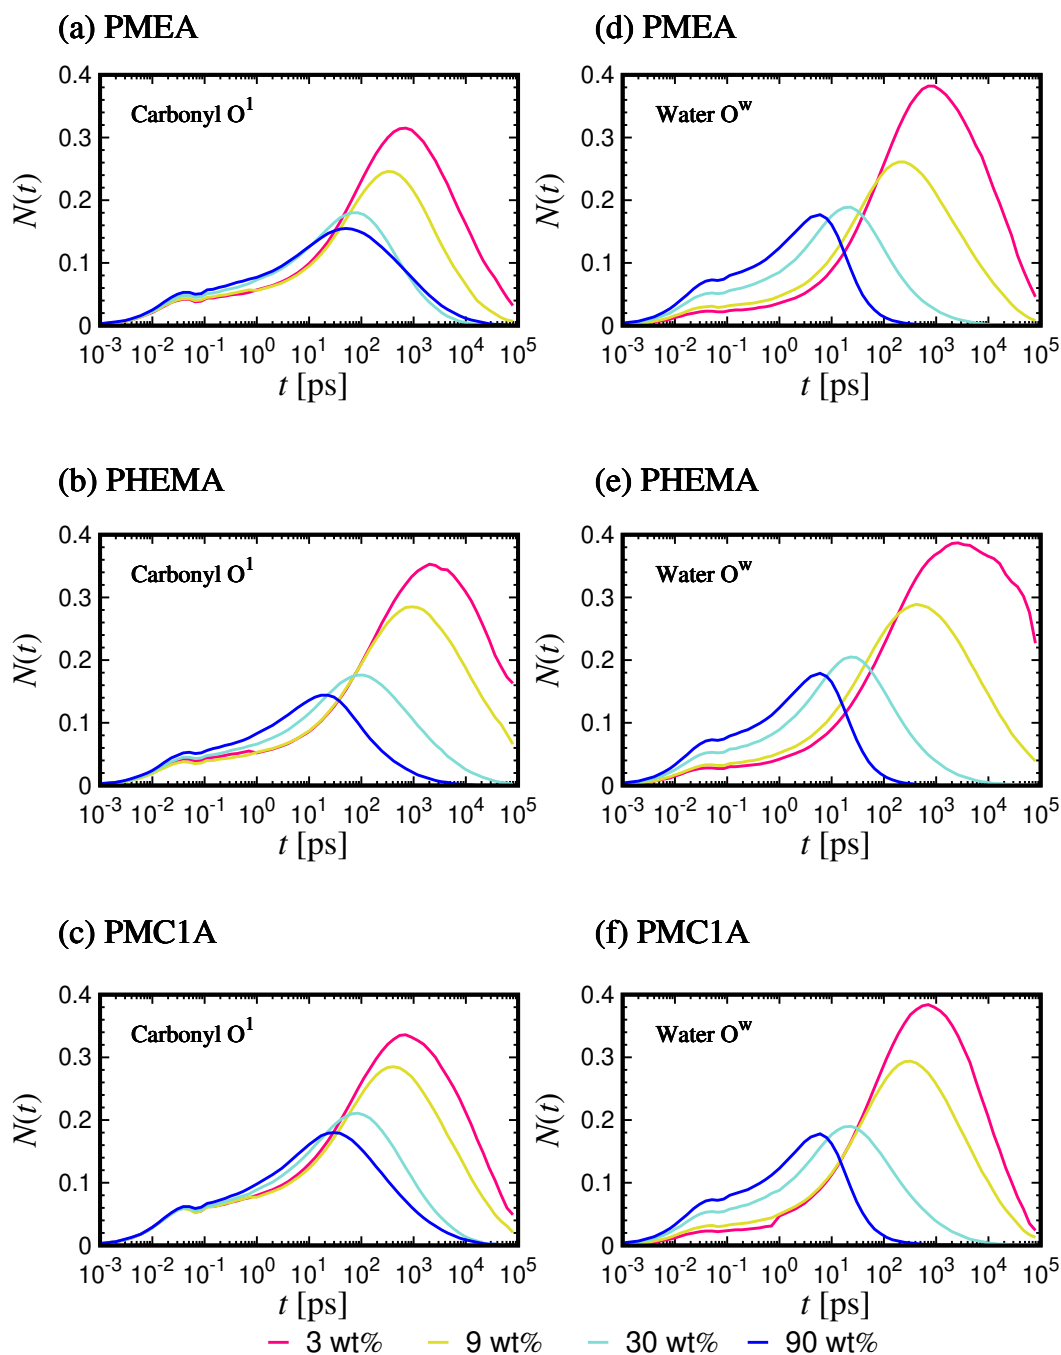 (a) PMEA
0.4
0.3
0.2
0.1
0
N(t)
Carbonyl O¹
10⁻³ 10⁻² 10⁻¹ 10⁰ 10¹ 10² 10³ 10⁴ 10⁵
t [ps]
(d) PMEA
0.4
0.3
0.2
0.1
0
N(t)
Water Oʷ
10⁻³ 10⁻² 10⁻¹ 10⁰ 10¹ 10² 10³ 10⁴ 10⁵
t [ps]
(b) PHEMA
0.4
0.3
0.2
0.1
0
N(t)
Carbonyl O¹
10⁻³ 10⁻² 10⁻¹ 10⁰ 10¹ 10² 10³ 10⁴ 10⁵
t [ps]
(e) PHEMA
0.4
0.3
0.2
0.1
0
N(t)
Water Oʷ
10⁻³ 10⁻² 10⁻¹ 10⁰ 10¹ 10² 10³ 10⁴ 10⁵
t [ps]
(c) PMC1A
0.4
0.3
0.2
0.1
0
N(t)
Carbonyl O¹
10⁻³ 10⁻² 10⁻¹ 10⁰ 10¹ 10² 10³ 10⁴ 10⁵
t [ps]
(f) PMC1A
0.4
0.3
0.2
0.1
0
N(t)
Water Oʷ
10⁻³ 10⁻² 10⁻¹ 10⁰ 10¹ 10² 10³ 10⁴ 10⁵
t [ps]
3 wt% 9 wt% 30 wt% 90 wt%